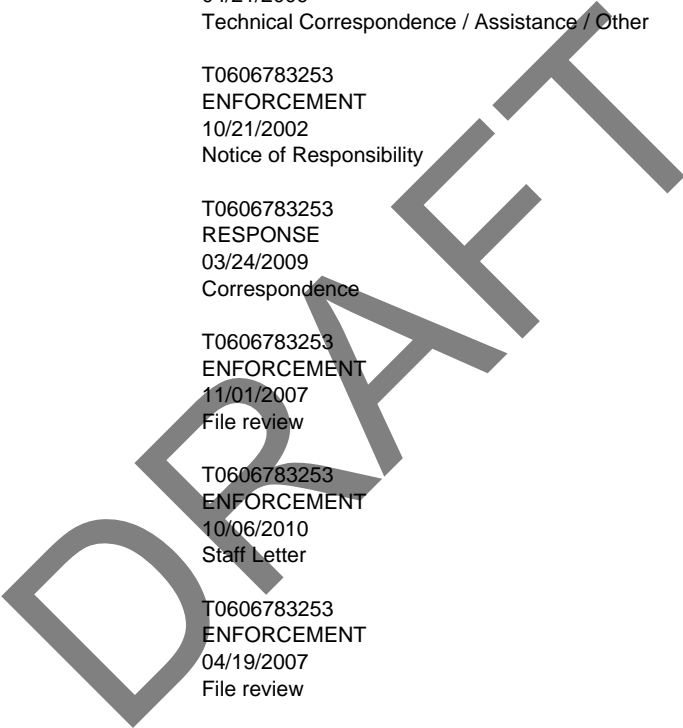 Technical Correspondence / Assistance / Other
T0606783253
ENFORCEMENT
10/21/2002
Notice of Responsibility
T0606783253
RESPONSE
03/24/2009
Correspondence
T0606783253
ENFORCEMENT
11/01/2007
File review
T0606783253
ENFORCEMENT
10/06/2010
Staff Letter
T0606783253
ENFORCEMENT
04/19/2007
File review
DRAFT